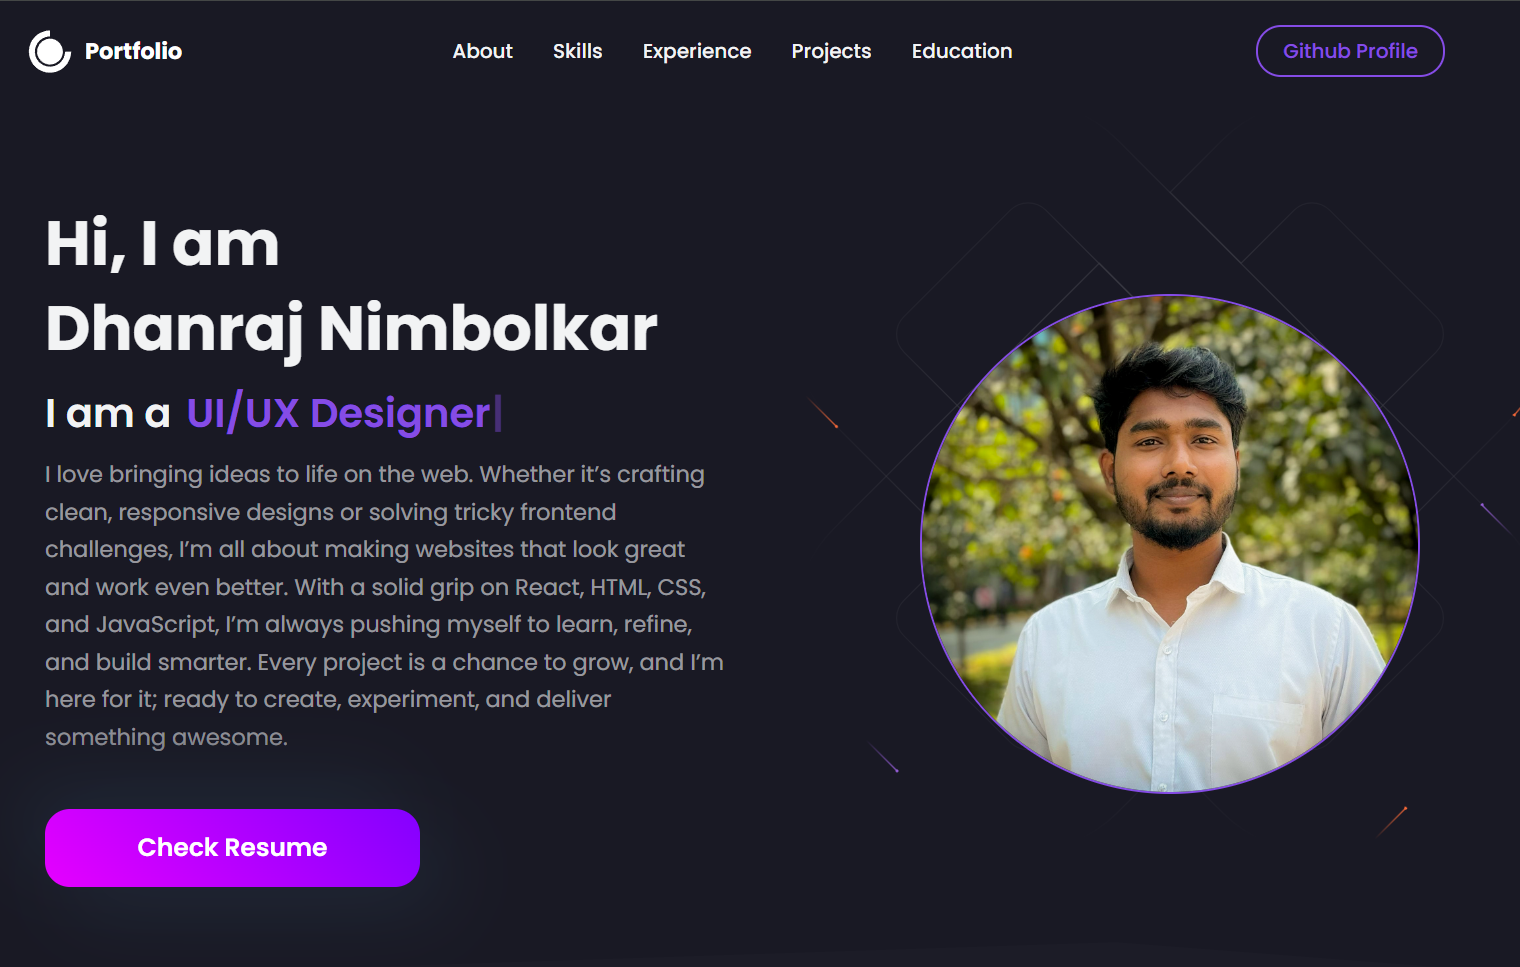 Portfolio
About Skills Experience Projects Education
Github Profile
Hi, I am
Dhanraj Nimbolkar
I am a UI/UX Designer|
I love bringing ideas to life on the web. Whether it’s crafting
clean, responsive designs or solving tricky frontend
challenges, I’m all about making websites that look great
and work even better. With a solid grip on React, HTML, CSS,
and JavaScript, I’m always pushing myself to learn, refine,
and build smarter. Every project is a chance to grow, and I’m
here for it; ready to create, experiment, and deliver
something awesome.
Check Resume